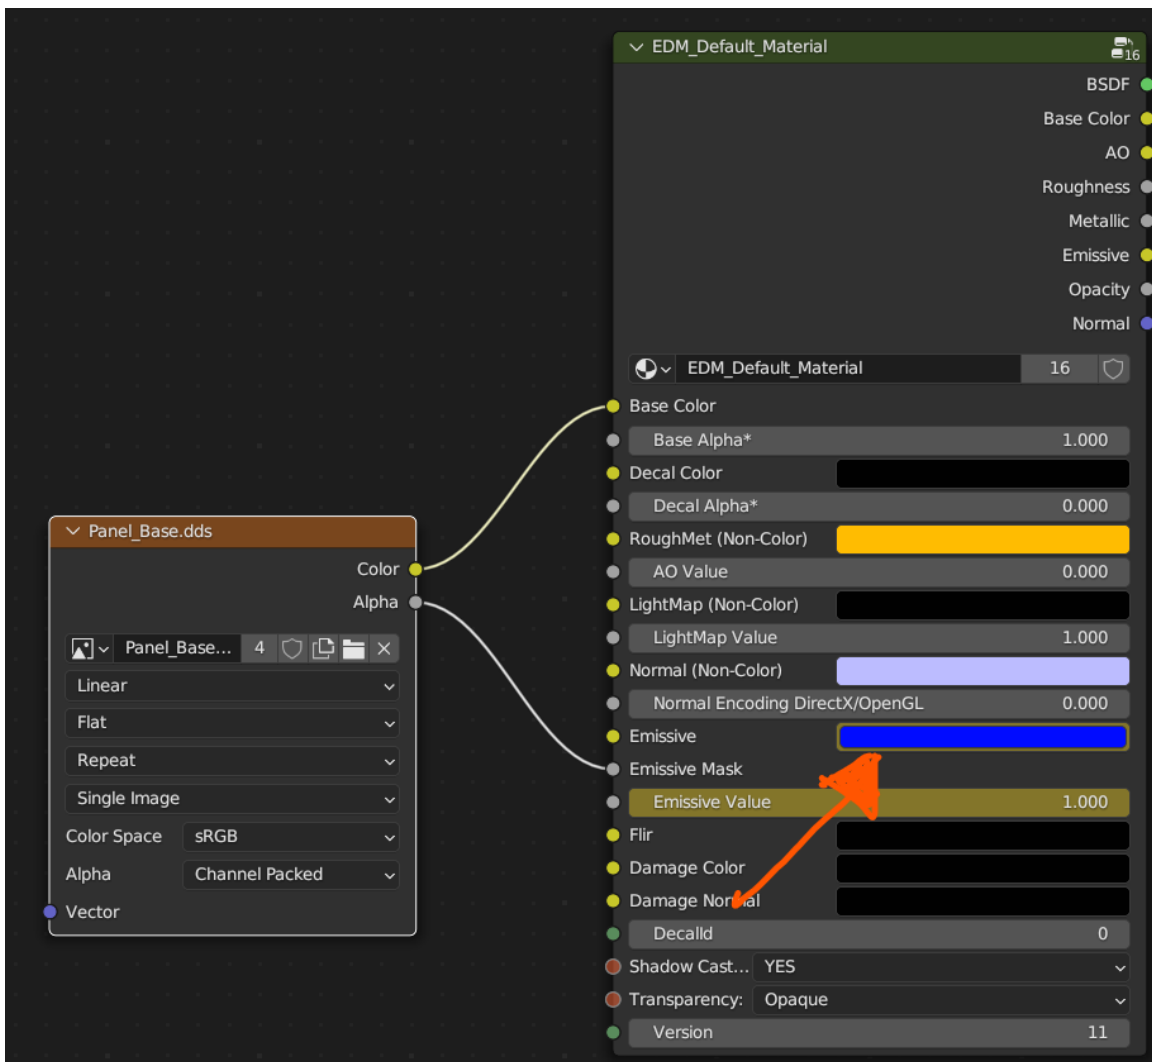 EDM_Default_Material
16
BSDF
Base Color
AO
Roughness
Metallic
Emissive
Opacity
Normal
EDM_Default_Material 16
Base Color
Base Alpha* 1.000
Decal Color
Decal Alpha* 0.000
RoughMet (Non-Color)
AO Value 0.000
LightMap (Non-Color)
LightMap Value 1.000
Normal (Non-Color)
Normal Encoding DirectX/OpenGL 0.000
Emissive
Emissive Mask
Emissive Value 1.000
Flir
Damage Color
Damage Normal
DecalId 0
Shadow Cast... YES
Transparency: Opaque
Version 11
Panel_Base.dds
Color
Alpha
Panel_Base... 4
Linear
Flat
Repeat
Single Image
Color Space sRGB
Alpha Channel Packed
Vector